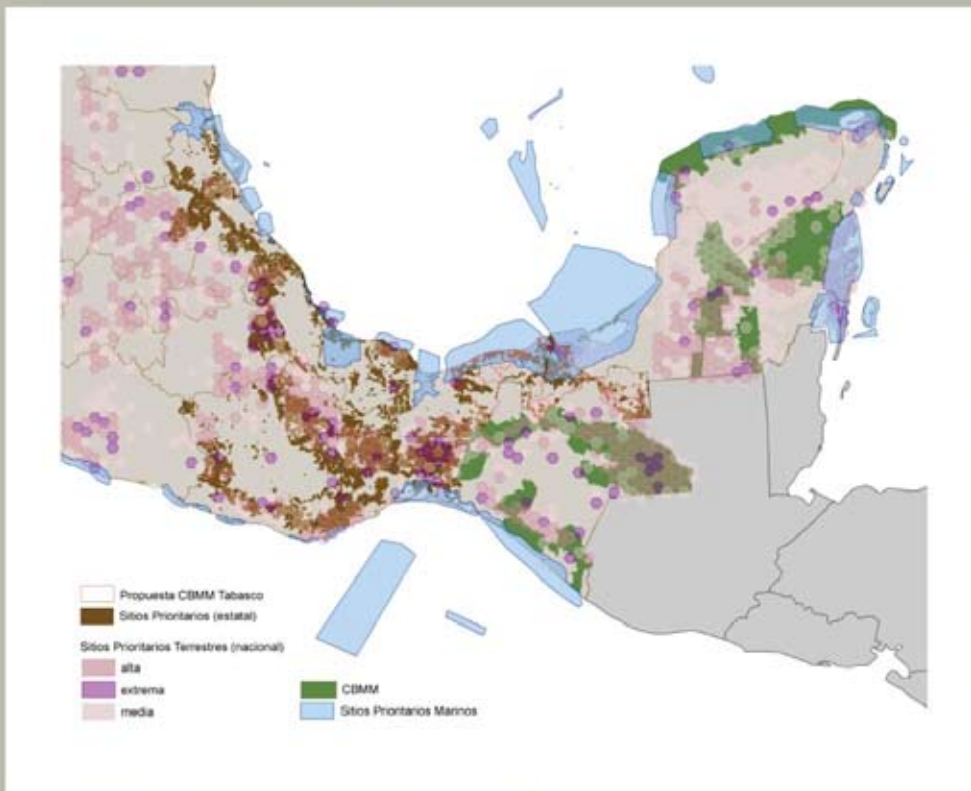 Propuesta CBMM Tabasco
Sitios Prioritarios (estatal)
Sitios Prioritarios Terrestres (nacional)
alta
extrema
media
CBMM
Sitios Prioritarios Marinos